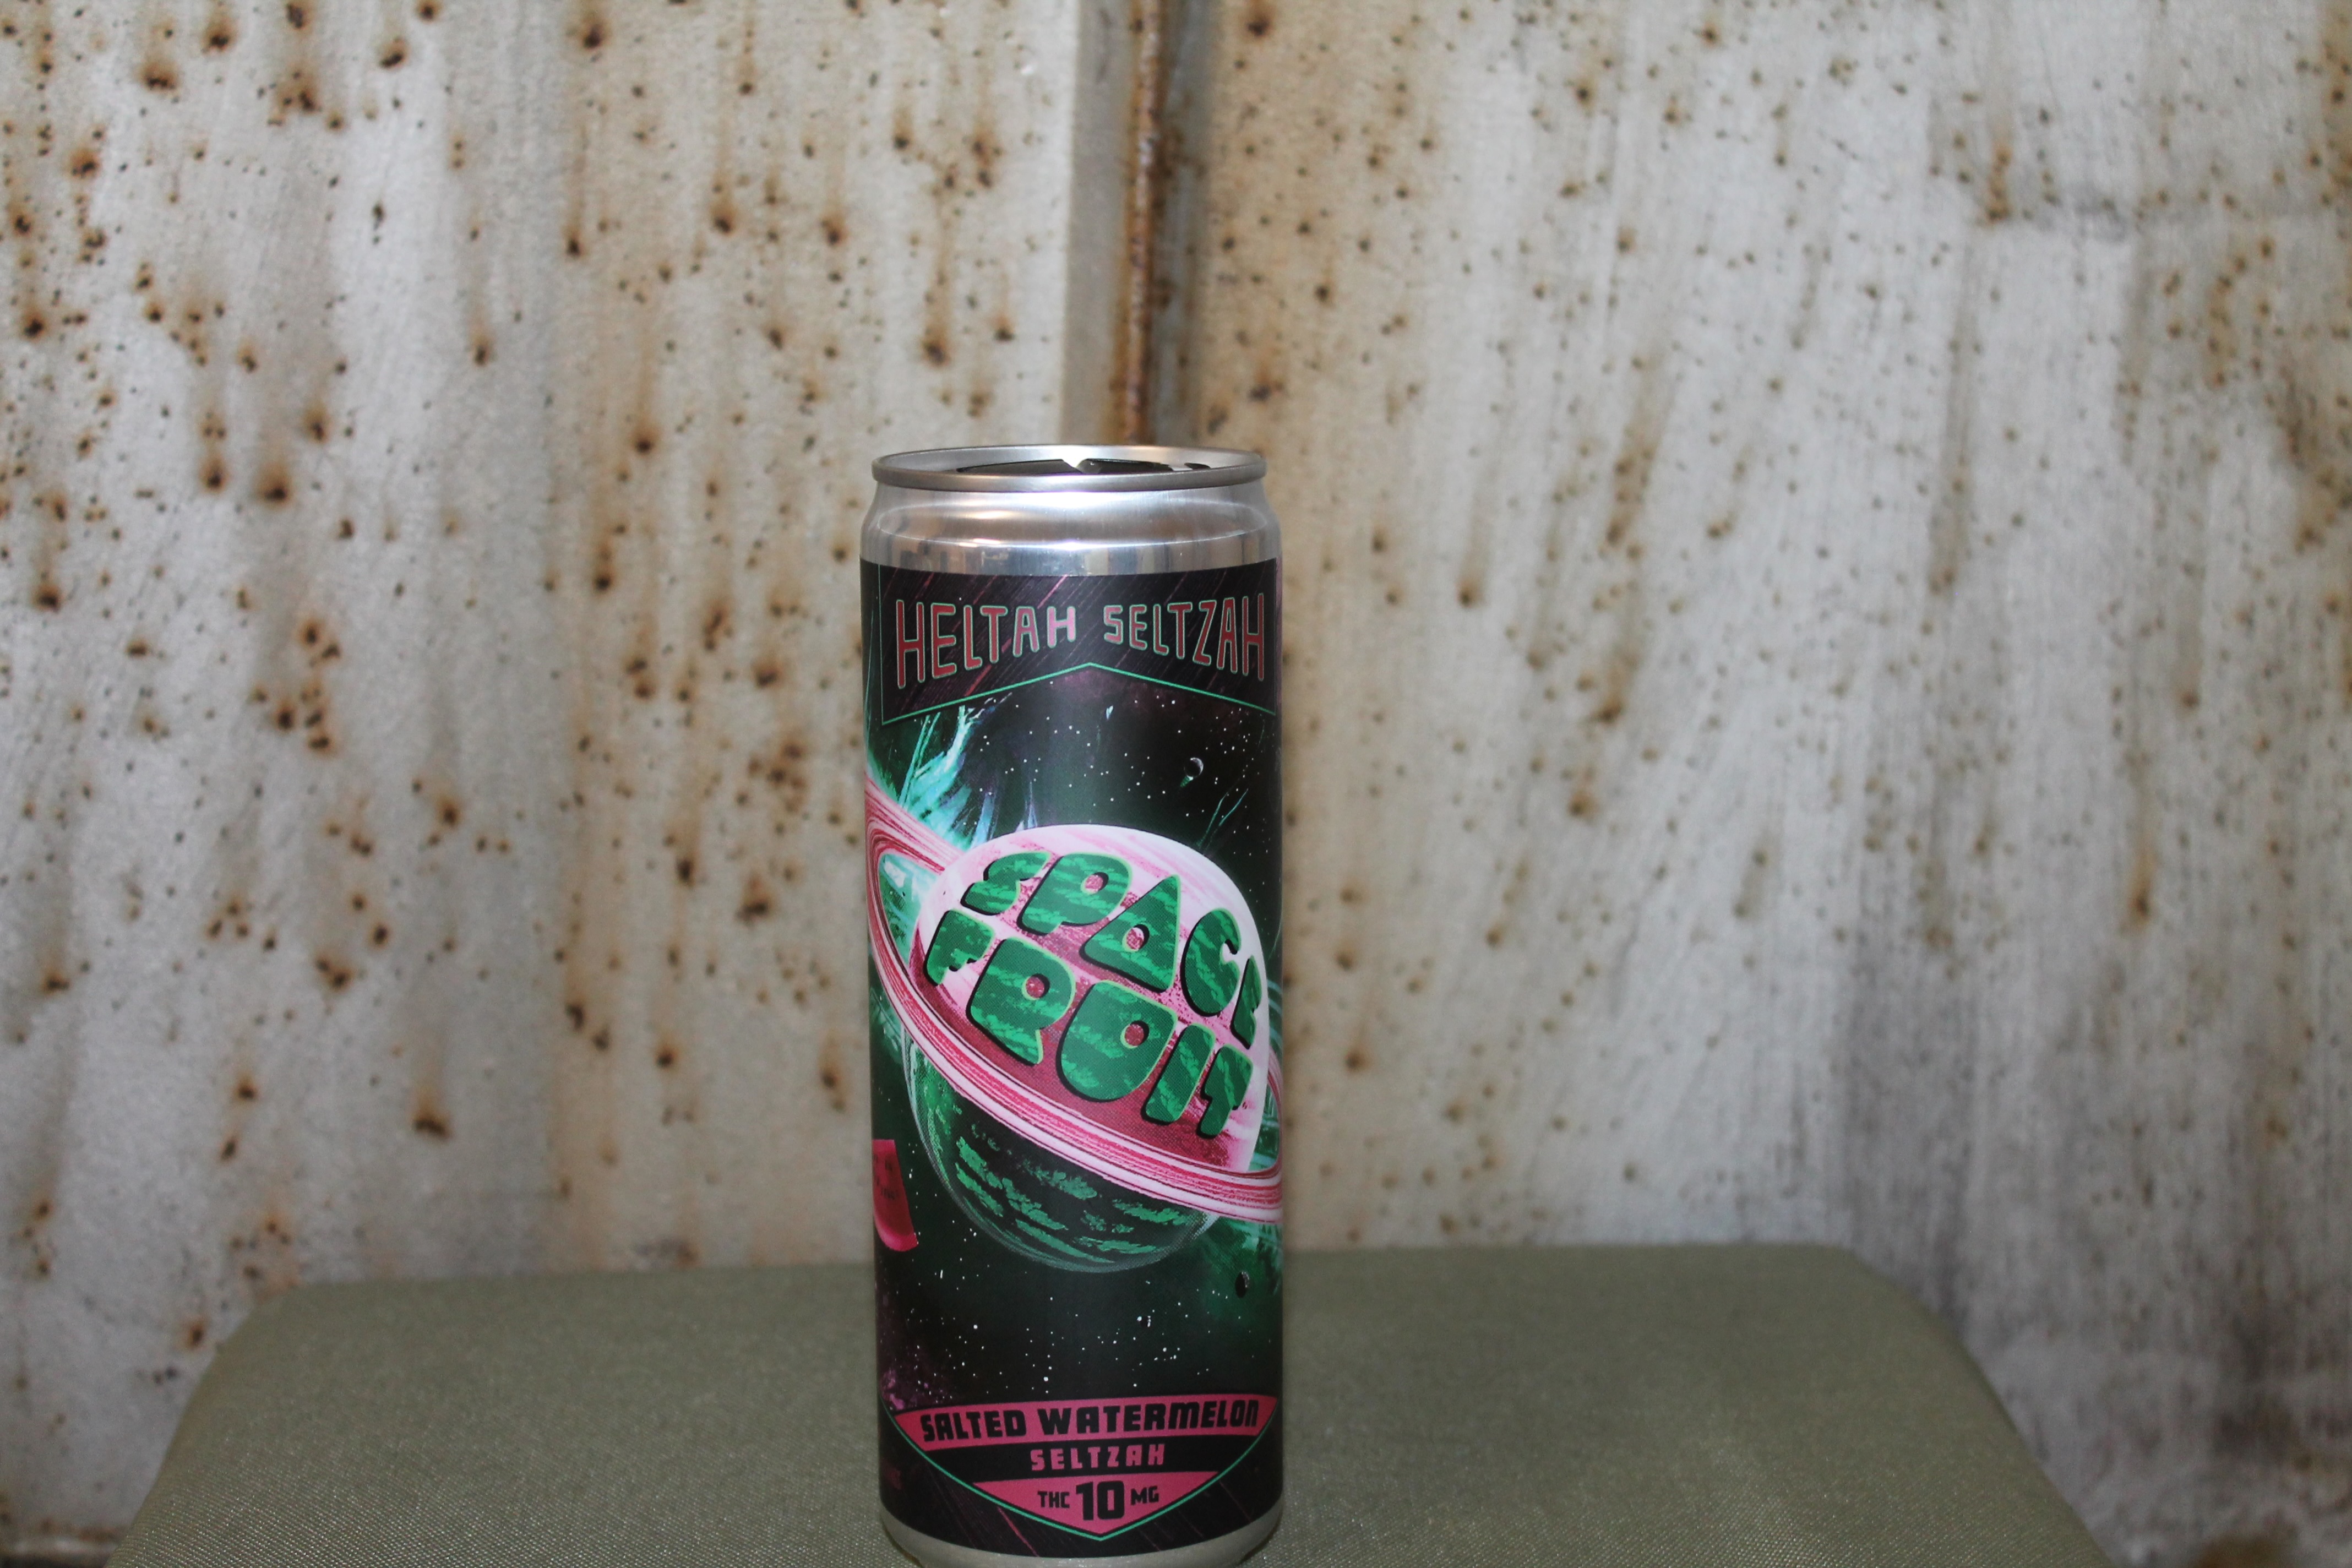 HELTAH SELTZAH
SPACE
FRUIT
SALTED WATERMELON
SELTZAH
THC 10 MG